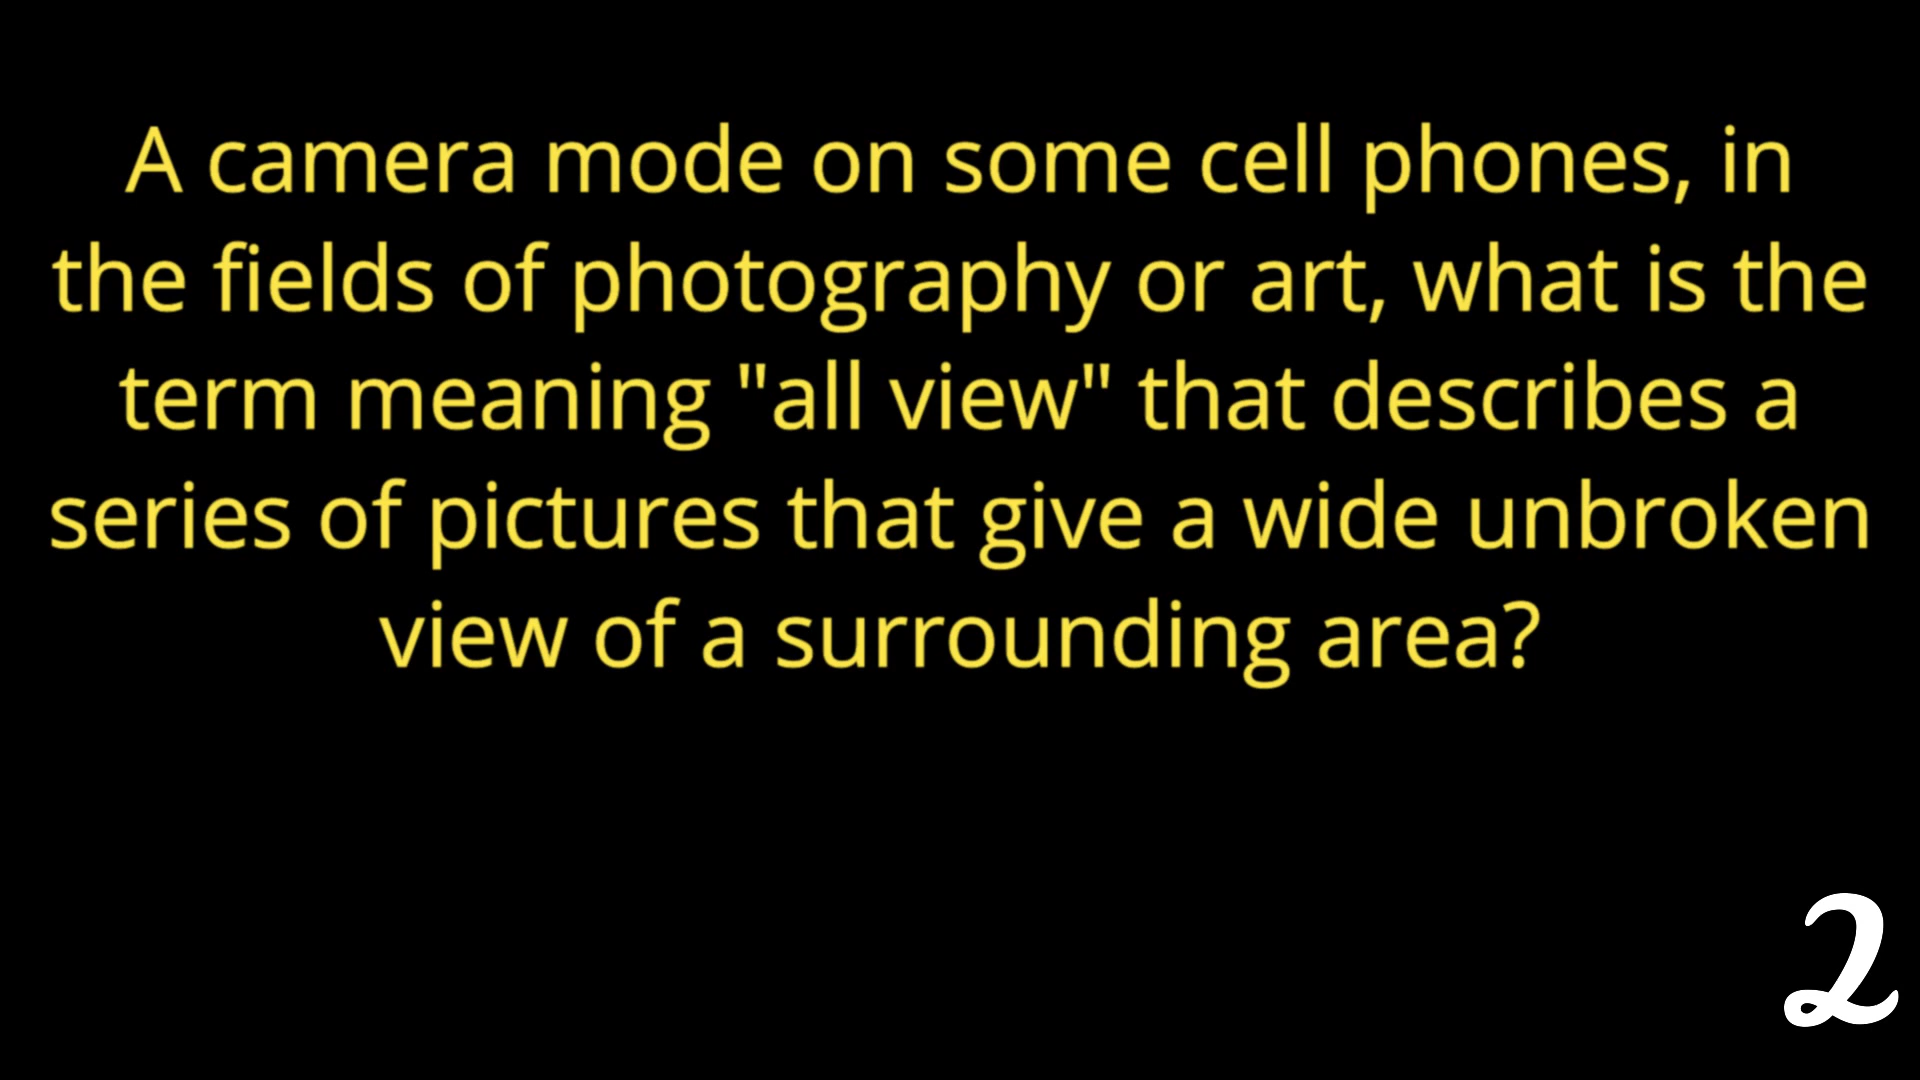 A camera mode on some cell phones, in
the fields of photography or art, what is the
term meaning "all view" that describes a
series of pictures that give a wide unbroken
view of a surrounding area?
2